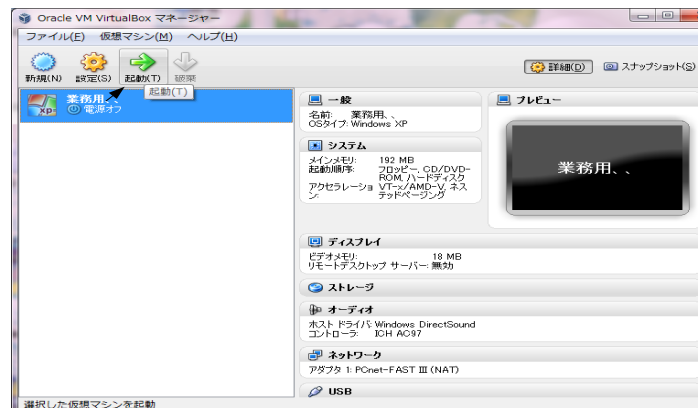 Oracle VM VirtualBox マネージャー
ファイル(F) 仮想マシン(M) ヘルプ(H)
新規(N) 設定(S) 起動(T) 破棄
詳細(D) スナップショット(S)
起動(T)
業務用、、
電源オフ
xp
一般
名前: 業務用、、
OSタイプ: Windows XP
システム
メインメモリ: 192 MB
起動順序: フロッピー, CD/DVD-
ROM, ハードディスク
アクセラレーショ VT-x/AMD-V, ネス
ン: テッドページング
プレビュー
業務用、、
ディスプレイ
ビデオメモリ: 18 MB
リモートデスクトップ サーバー: 無効
ストレージ
オーディオ
ホスト ドライバ: Windows DirectSound
コントローラ: ICH AC97
ネットワーク
アダプタ 1: PCnet-FAST III (NAT)
USB
選択した仮想マシンを起動